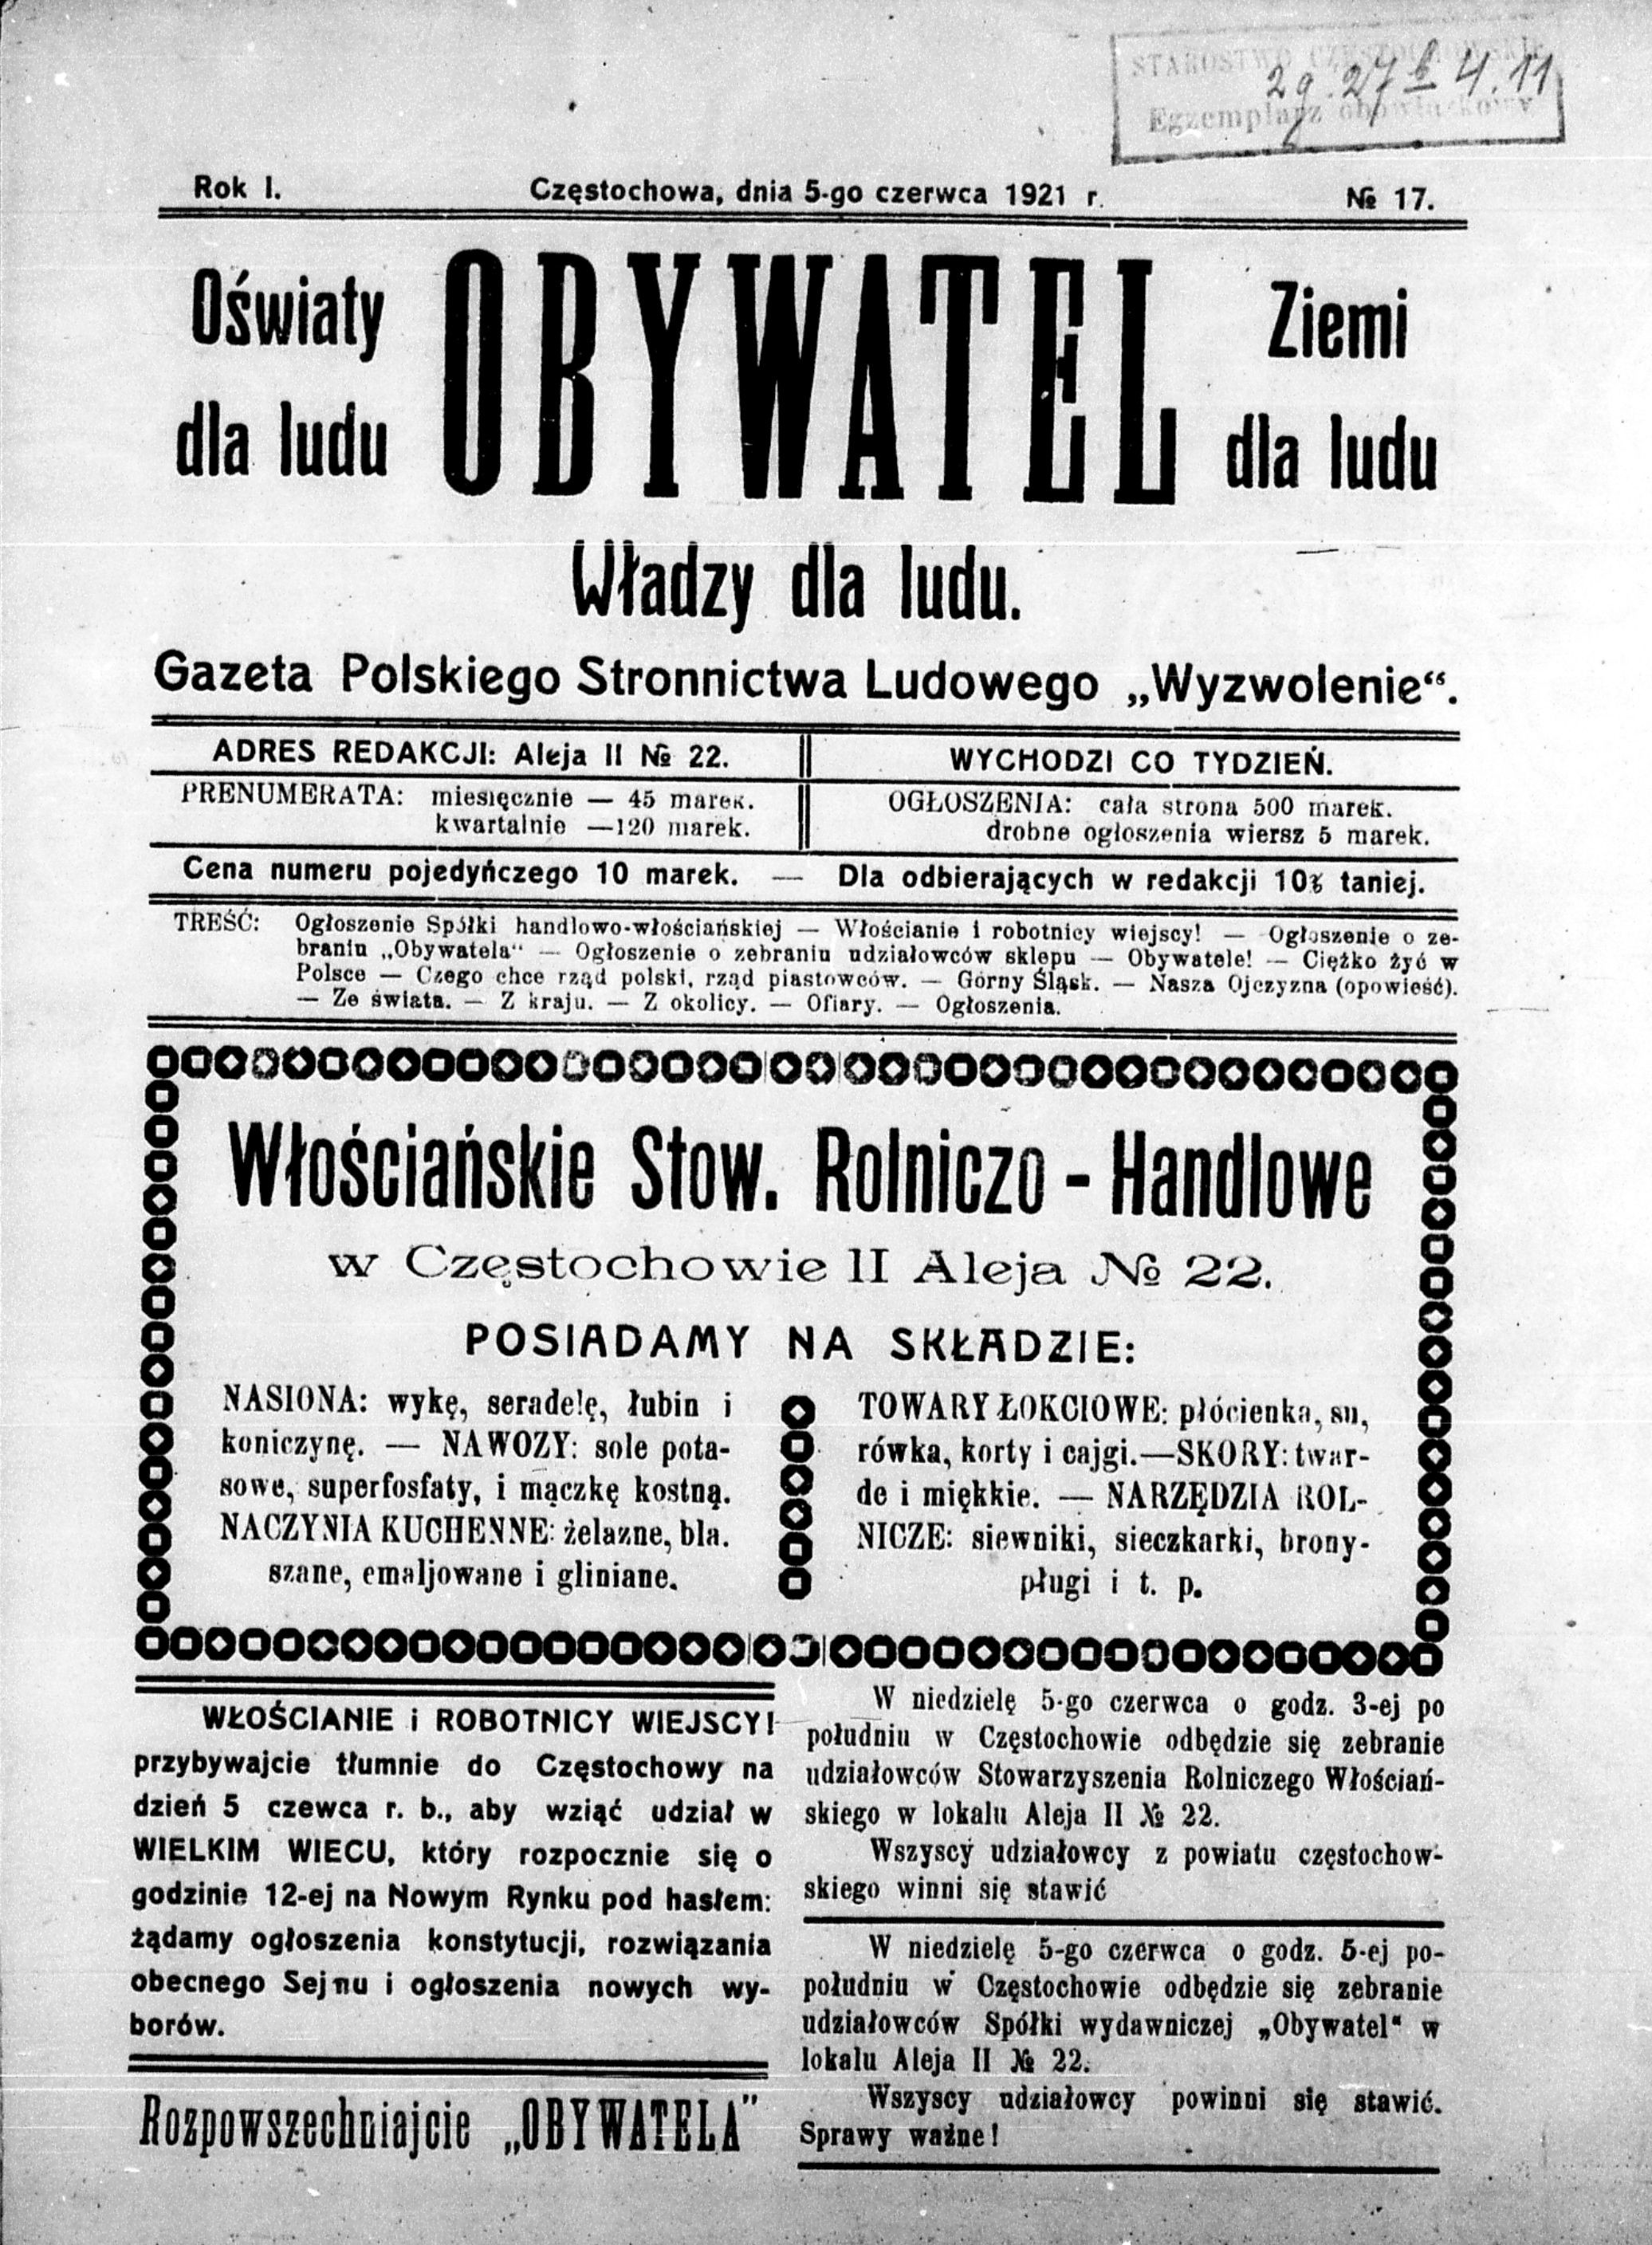 STAROSTWO CZĘSTOCHOWSKIE
Egzemplarz obowiązkowy
Rok I. Częstochowa, dnia 5-go czerwca 1921 r. № 17.
Oświaty
dla ludu
OBYWATEL
Ziemi
dla ludu
Władzy dla ludu.
Gazeta Polskiego Stronnictwa Ludowego „Wyzwolenie“.
ADRES REDAKCJI: Aleja II № 22.
WYCHODZI CO TYDZIEŃ.
PRENUMERATA: miesięcznie — 45 marek.
kwartalnie —120 marek.
OGŁOSZENIA: cała strona 500 marek.
drobne ogłoszenia wiersz 5 marek.
Cena numeru pojedyńczego 10 marek. — Dla odbierających w redakcji 10% taniej.
TREŚĆ: Ogłoszenie Spółki handlowo-włościańskiej — Włościanie i robotnicy wiejscy! — Ogłoszenie o ze-
braniu „Obywatela“ — Ogłoszenie o zebraniu udziałowców sklepu — Obywatele! — Ciężko żyć w
Polsce — Czego chce rząd polski, rząd piastowców. — Górny Śląsk. — Nasza Ojczyzna (opowieść).
— Ze świata. — Z kraju. — Z okolicy. — Ofiary. — Ogłoszenia.
Włościańskie Stow. Rolniczo - Handlowe
w Częstochowie II Aleja № 22.
POSIADAMY NA SKŁADZIE:
NASIONA: wykę, seradelę, łubin i
koniczynę. — NAWOZY: sole pota-
sowe, superfosfaty, i mączkę kostną.
NACZYNIA KUCHENNE: żelazne, bla.
szane, emaljowane i gliniane.
TOWARY ŁOKCIOWE: płócienka, su,
rówka, korty i cajgi.—SKORY: twar-
de i miękkie. — NARZĘDZIA ROL-
NICZE: siewniki, sieczkarki, brony-
pługi i t. p.
WŁOŚCIANIE i ROBOTNICY WIEJSCY!
przybywajcie tłumnie do Częstochowy na
dzień 5 czewca r. b., aby wziąć udział w
WIELKIM WIECU, który rozpocznie się o
godzinie 12-ej na Nowym Rynku pod hasłem:
żądamy ogłoszenia konstytucji, rozwiązania
obecnego Sejnu i ogłoszenia nowych wy-
borów.
Rozpowszechniajcie „OBYWATELA”
W niedzielę 5-go czerwca o godz. 3-ej po
południu w Częstochowie odbędzie się zebranie
udziałowców Stowarzyszenia Rolniczego Włościań-
skiego w lokalu Aleja II № 22.
Wszyscy udziałowcy z powiatu częstochow-
skiego winni się stawić
W niedzielę 5-go czerwca o godz. 5-ej po-
południu w Częstochowie odbędzie się zebranie
udziałowców Spółki wydawniczej „Obywatel“ w
lokalu Aleja II № 22.
Wszyscy udziałowcy powinni się stawić.
Sprawy ważne!